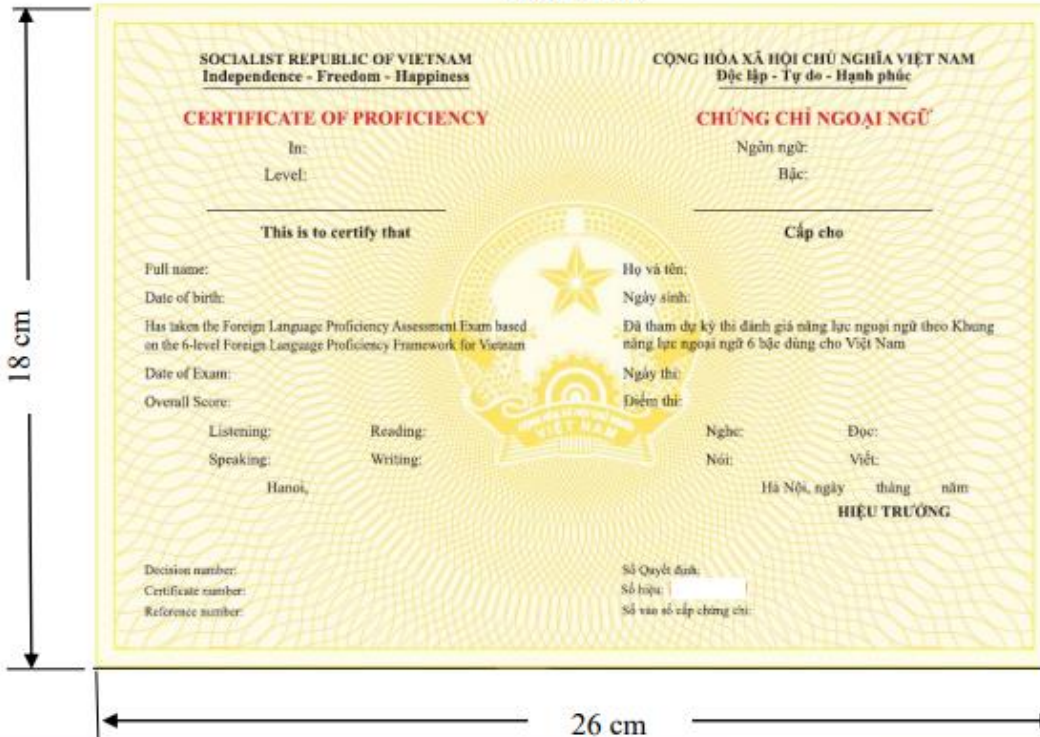 SOCIALIST REPUBLIC OF VIETNAM
Independence - Freedom - Happiness
CERTIFICATE OF PROFICIENCY
In:
Level:
This is to certify that
Full name:
Date of birth:
Has taken the Foreign Language Proficiency Assessment Exam based
on the 6-level Foreign Language Proficiency Framework for Vietnam
Date of Exam:
Overall Score:
Listening: Reading:
Speaking: Writing:
Hanoi,
Decision number:
Certificate number:
Reference number:
CỘNG HÒA XÃ HỘI CHỦ NGHĨA VIỆT NAM
Độc lập - Tự do - Hạnh phúc
CHỨNG CHỈ NGOẠI NGỮ
Ngôn ngữ:
Bậc:
Cấp cho
Họ và tên:
Ngày sinh:
Đã tham dự kỳ thi đánh giá năng lực ngoại ngữ theo Khung
năng lực ngoại ngữ 6 bậc dùng cho Việt Nam
Ngày thi:
Điểm thi:
Nghe: Đọc:
Nói: Viết:
Hà Nội, ngày tháng năm
HIỆU TRƯỞNG
Số Quyết định:
Số hiệu:
Số vào sổ cấp chứng chỉ:
VIỆT NAM
18 cm
26 cm